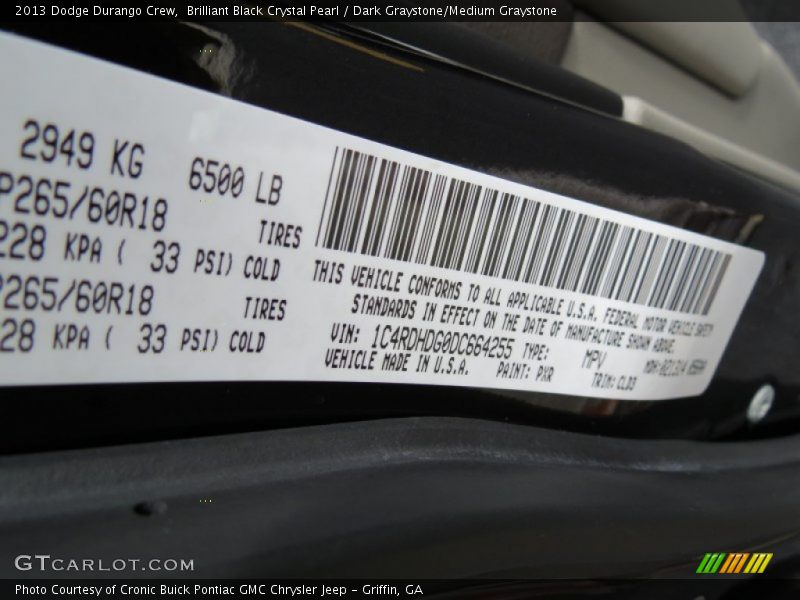 2013 Dodge Durango Crew, Brilliant Black Crystal Pearl / Dark Graystone/Medium Graystone
2949 KG 6500 LB
P265/60R18 TIRES
228 KPA ( 33 PSI) COLD
P265/60R18 TIRES
228 KPA ( 33 PSI) COLD
THIS VEHICLE CONFORMS TO ALL APPLICABLE U.S.A. FEDERAL MOTOR VEHICLE SAFETY
STANDARDS IN EFFECT ON THE DATE OF MANUFACTURE SHOWN ABOVE.
VIN: 1C4RDHDG0DC664255 TYPE: MPV MDH:
VEHICLE MADE IN U.S.A. PAINT: PXR TRIM:
GTCARLOT.COM
Photo Courtesy of Cronic Buick Pontiac GMC Chrysler Jeep - Griffin, GA